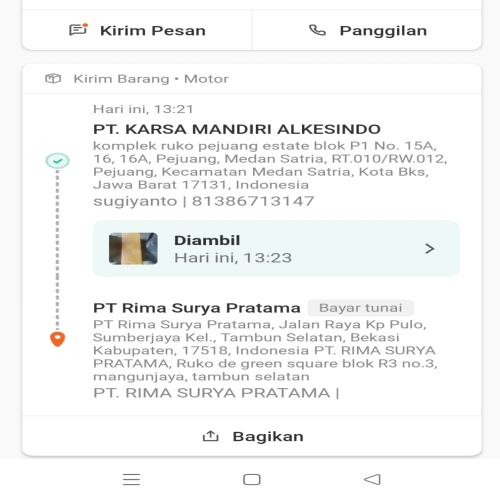 Kirim Pesan
Panggilan
Kirim Barang • Motor
Hari ini, 13:21
PT. KARSA MANDIRI ALKESINDO
komplek ruko pejuang estate blok P1 No. 15A,
16, 16A, Pejuang, Medan Satria, RT.010/RW.012,
Pejuang, Kecamatan Medan Satria, Kota Bks,
Jawa Barat 17131, Indonesia
sugiyanto | 81386713147
Diambil
Hari ini, 13:23
PT Rima Surya Pratama Bayar tunai
PT Rima Surya Pratama, Jalan Raya Kp Pulo,
Sumberjaya Kel., Tambun Selatan, Bekasi
Kabupaten, 17518, Indonesia PT. RIMA SURYA
PRATAMA, Ruko de green square blok R3 no.3,
mangunjaya, tambun selatan
PT. RIMA SURYA PRATAMA |
Bagikan